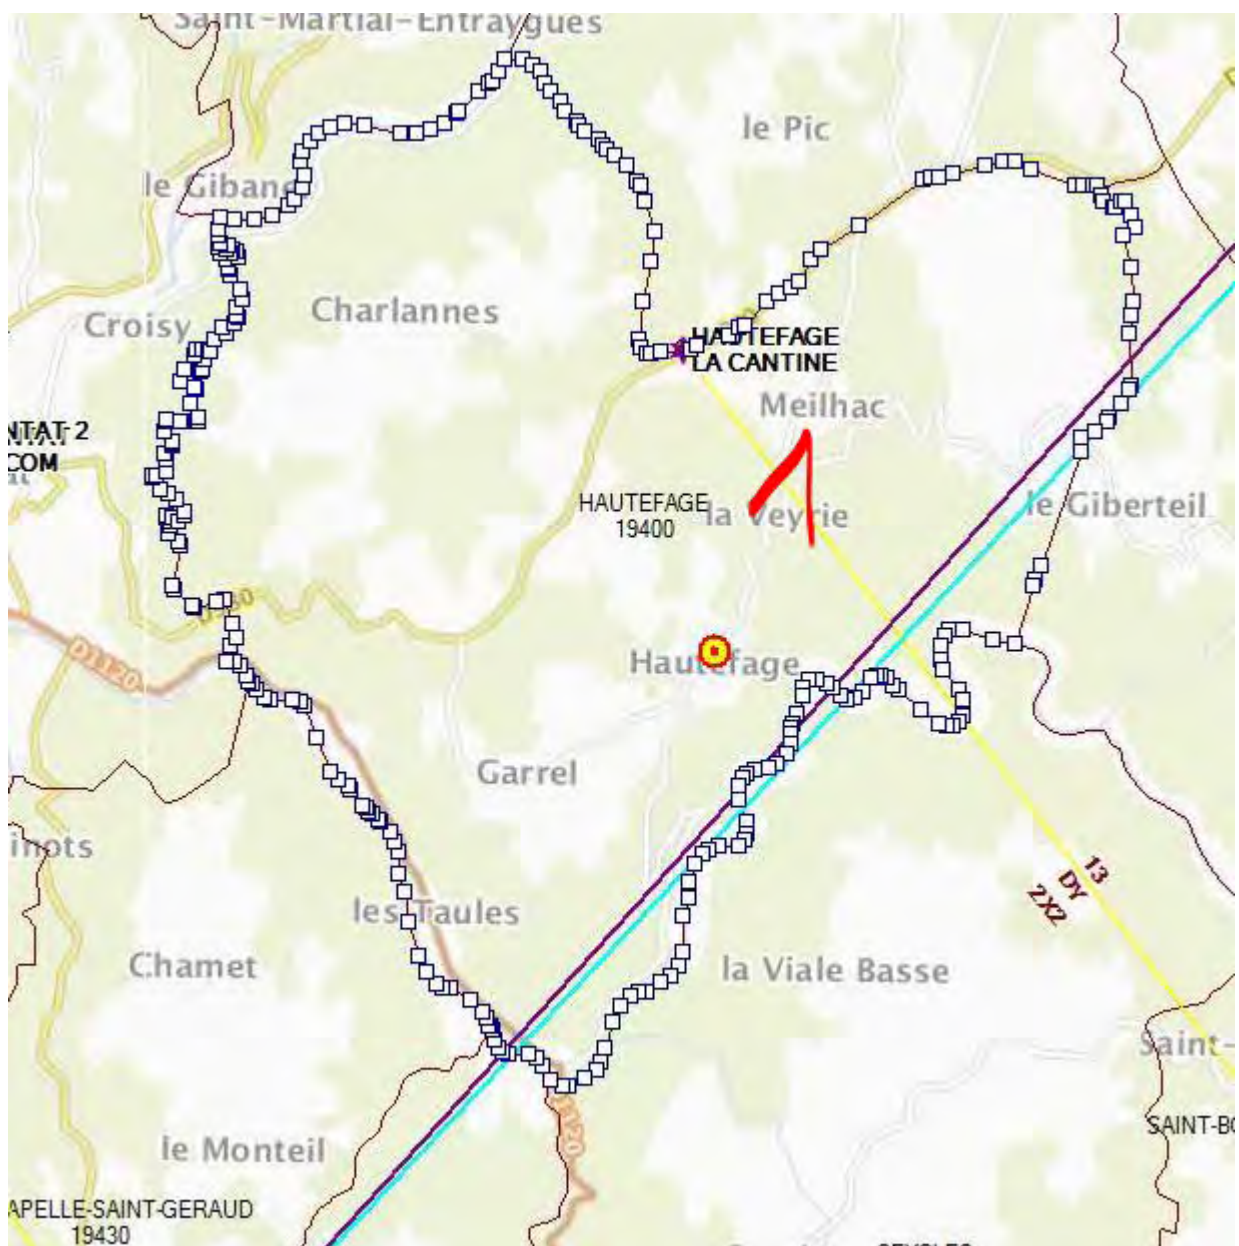 Saint-Martial-Entraygues
le Pic
le Gibane
Charlannes
Croisy
HAUTEFAGE
LA CANTINE
Meilhac
NTAT 2
COM
HAUTEFAGE
19400
la Veyrie
le Giberteil
D1120
Hautefage
Garrel
inots
13
DY
2X2
les Taules
Chamet
la Viale Basse
Saint-
SAINT-BO
le Monteil
APELLE-SAINT-GERAUD
19430